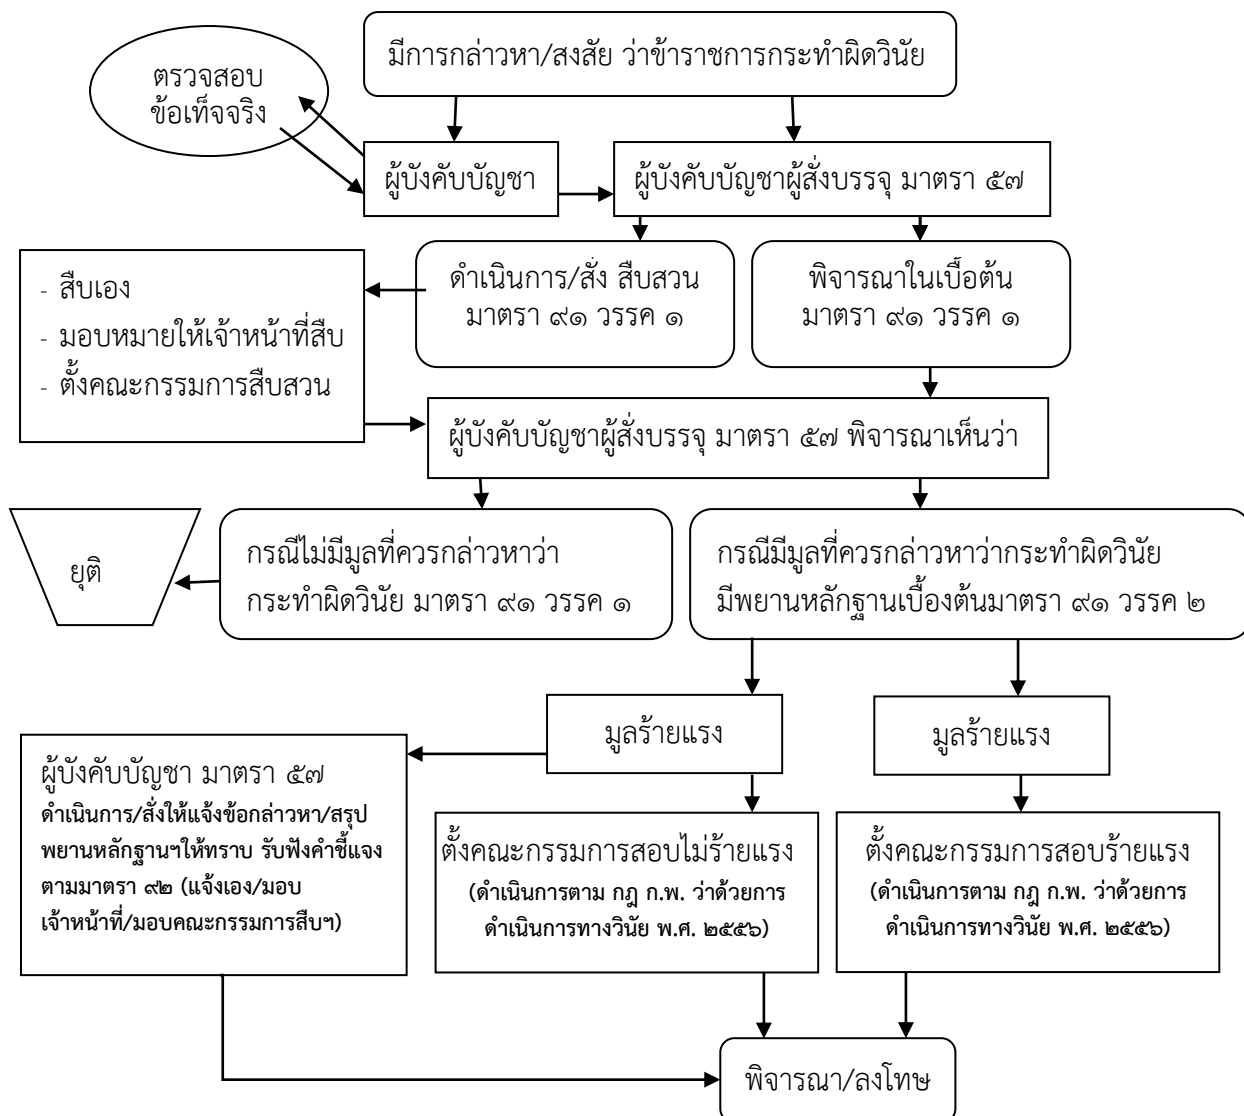 มีการกล่าวหา/สงสัย ว่าข้าราชการกระทำผิดวินัย
ตรวจสอบ
ข้อเท็จจริง
ผู้บังคับบัญชา
ผู้บังคับบัญชาผู้สั่งบรรจุ มาตรา ๕๗
- สืบเอง
- มอบหมายให้เจ้าหน้าที่สืบ
- ตั้งคณะกรรมการสืบสวน
ดำเนินการ/สั่ง สืบสวน
มาตรา ๙๑ วรรค ๑
พิจารณาในเบื้อต้น
มาตรา ๙๑ วรรค ๑
ผู้บังคับบัญชาผู้สั่งบรรจุ มาตรา ๕๗ พิจารณาเห็นว่า
ยุติ
กรณีไม่มีมูลที่ควรกล่าวหาว่า
กระทำผิดวินัย มาตรา ๙๑ วรรค ๑
กรณีมีมูลที่ควรกล่าวหาว่ากระทำผิดวินัย
มีพยานหลักฐานเบื้องต้นมาตรา ๙๑ วรรค ๒
มูลร้ายแรง
มูลร้ายแรง
ผู้บังคับบัญชา มาตรา ๕๗
ดำเนินการ/สั่งให้แจ้งข้อกล่าวหา/สรุป
พยานหลักฐานฯให้ทราบ รับฟังคำชี้แจง
ตามมาตรา ๙๒ (แจ้งเอง/มอบ
เจ้าหน้าที่/มอบคณะกรรมการสืบฯ)
ตั้งคณะกรรมการสอบไม่ร้ายแรง
(ดำเนินการตาม กฎ ก.พ. ว่าด้วยการ
ดำเนินการทางวินัย พ.ศ. ๒๕๕๖)
ตั้งคณะกรรมการสอบร้ายแรง
(ดำเนินการตาม กฎ ก.พ. ว่าด้วยการ
ดำเนินการทางวินัย พ.ศ. ๒๕๕๖)
พิจารณา/ลงโทษ